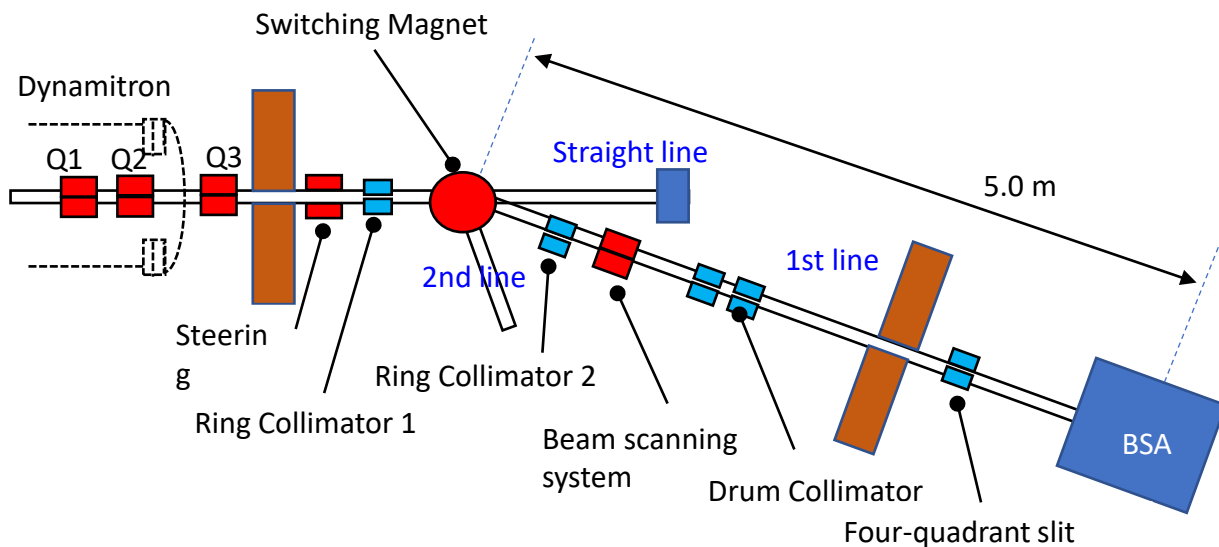 Switching Magnet
Dynamitron
Q1
Q2
Q3
Straight line
5.0 m
1st line
2nd line
Steerin
g
Ring Collimator 2
Ring Collimator 1
Beam scanning
system
Drum Collimator
Four-quadrant slit
BSA